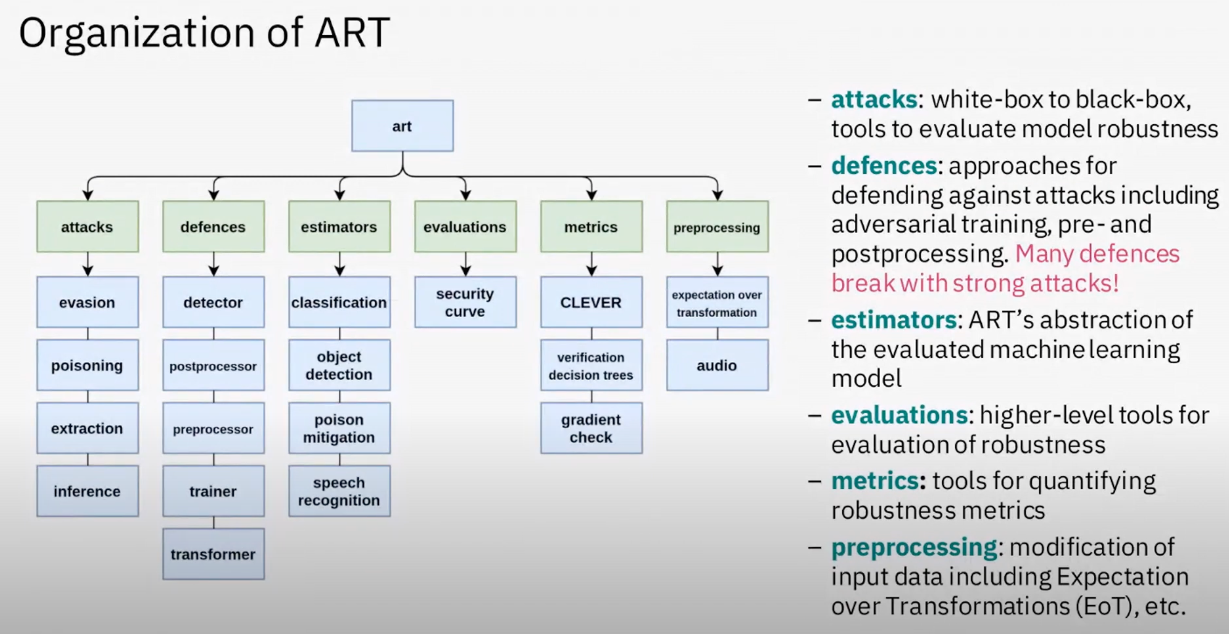 Organization of ART
art
attacks
defences
estimators
evaluations
metrics
preprocessing
evasion
poisoning
extraction
inference
detector
postprocessor
preprocessor
trainer
transformer
classification
object
detection
poison
mitigation
speech
recognition
security
curve
CLEVER
verification
decision trees
gradient
check
expectation over
transformation
audio
– attacks: white-box to black-box,
tools to evaluate model robustness
– defences: approaches for
defending against attacks including
adversarial training, pre- and
postprocessing. Many defences
break with strong attacks!
– estimators: ART’s abstraction of
the evaluated machine learning
model
– evaluations: higher-level tools for
evaluation of robustness
– metrics: tools for quantifying
robustness metrics
– preprocessing: modification of
input data including Expectation
over Transformations (EoT), etc.